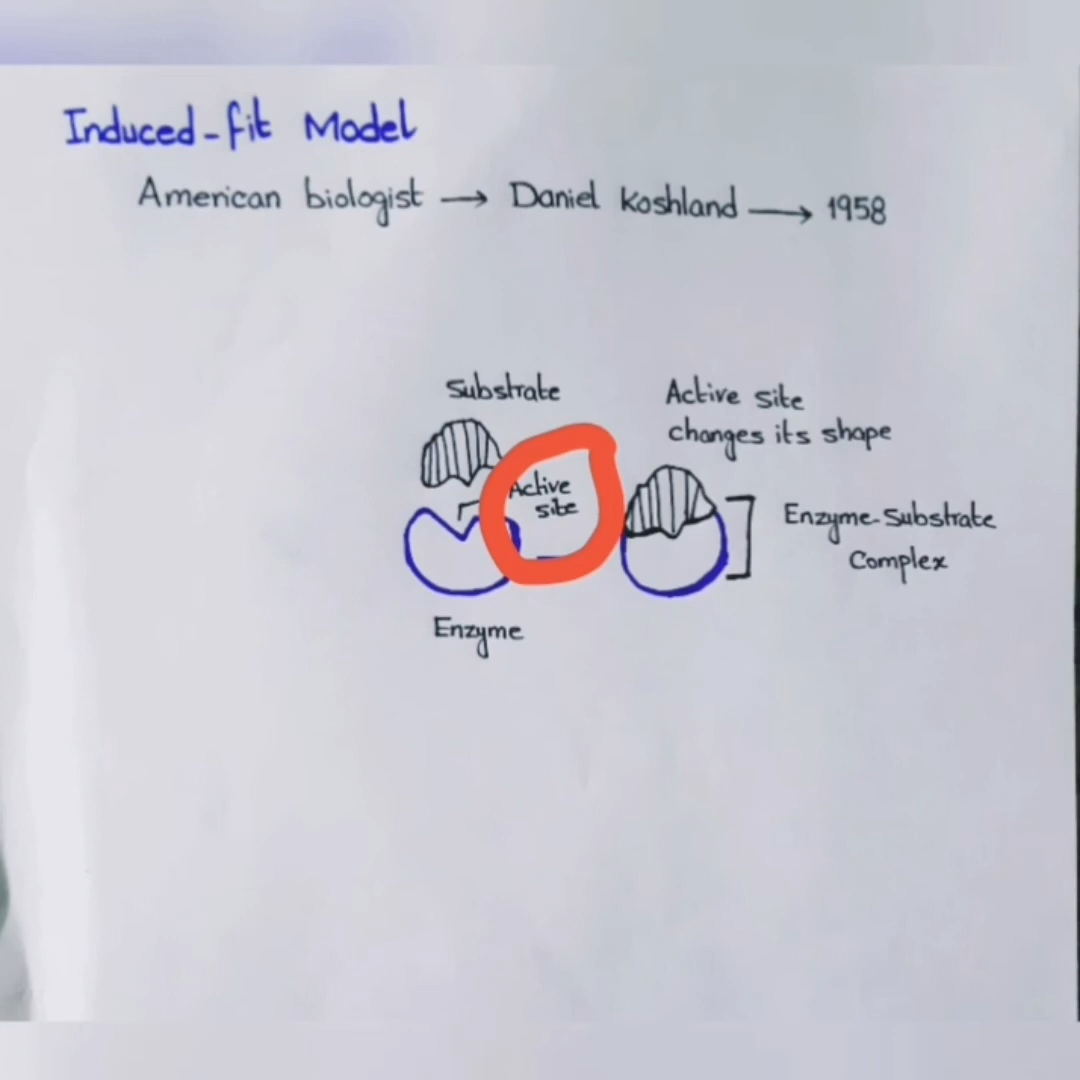 Induced-fit Model
American biologist → Daniel Koshland → 1958
Substrate
Active site
changes its shape
Active
site
Enzyme-Substrate
Complex
Enzyme